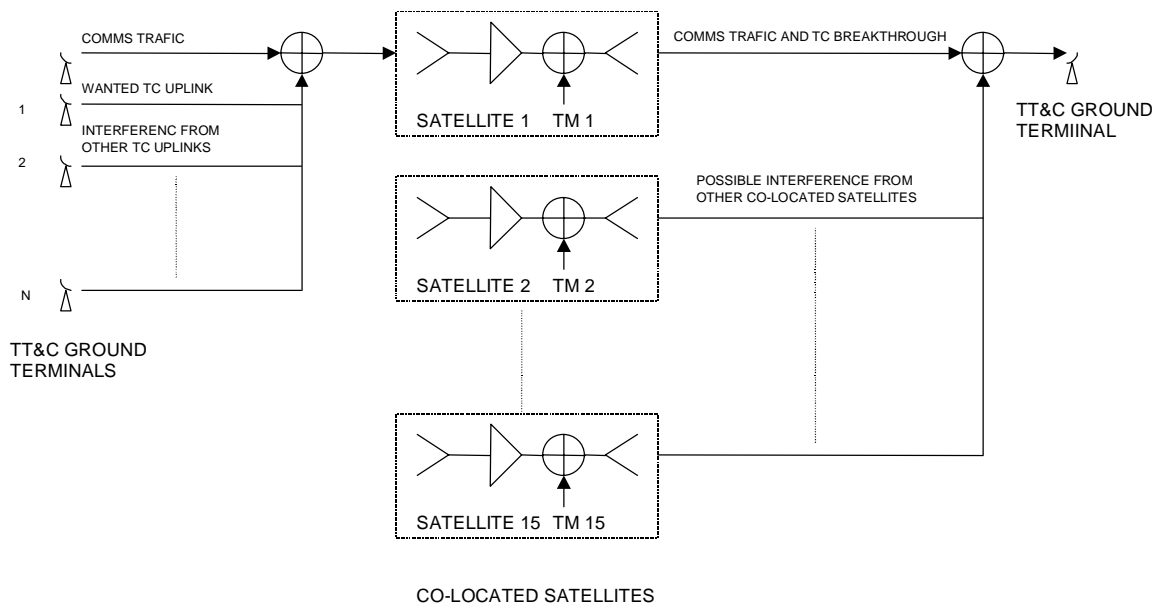 COMMS TRAFIC
1
WANTED TC UPLINK
INTERFERENC FROM
OTHER TC UPLINKS
2
N
TT&C GROUND
TERMINALS
SATELLITE 1 TM 1
COMMS TRAFIC AND TC BREAKTHROUGH
TT&C GROUND
TERMIINAL
SATELLITE 2 TM 2
POSSIBLE INTERFERENCE FROM
OTHER CO-LOCATED SATELLITES
SATELLITE 15 TM 15
CO-LOCATED SATELLITES